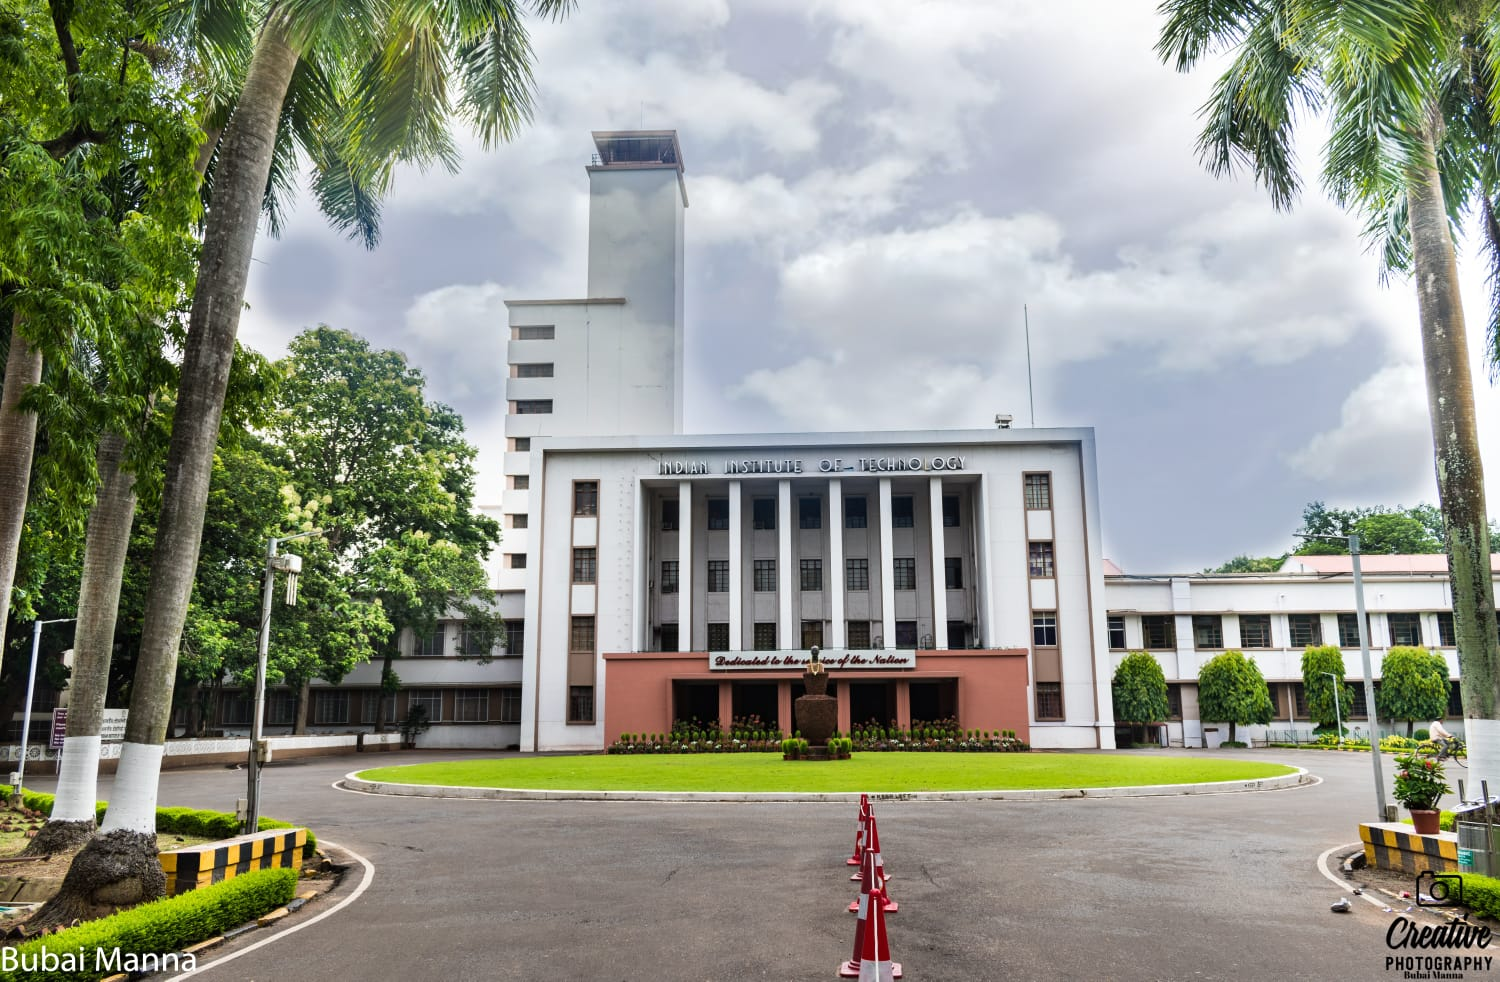 INDIAN INSTITUTE OF TECHNOLOGY
Dedicated to the service of the Nation
Bubai Manna
Creative
PHOTOGRAPHY
Bubai Manna